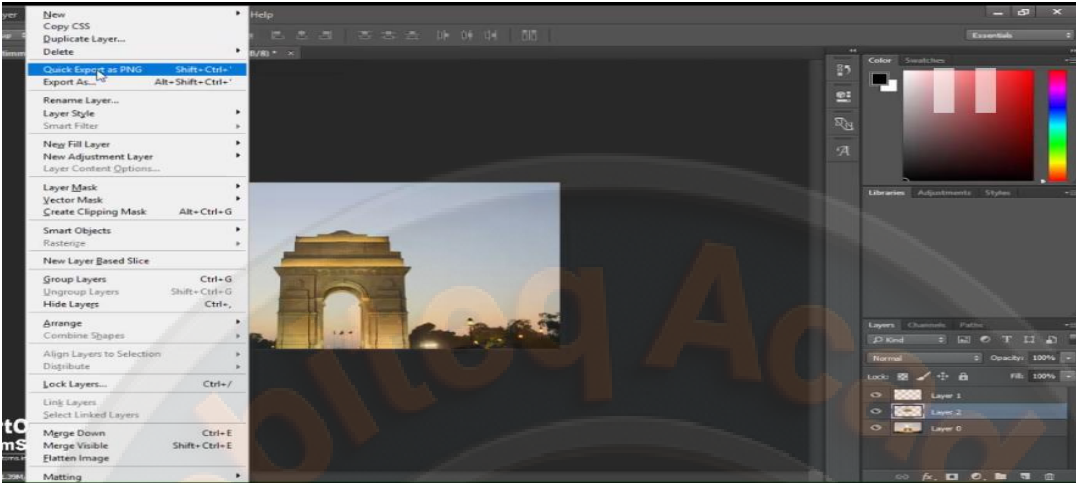 yer
New
Help
Copy CSS
Duplicate Layer...
Delete
Essentials
B/8) * ×
Color Swatches
Quick Export as PNG Shift+Ctrl+'
Export As... Alt+Shift+Ctrl+'
Rename Layer...
Layer Style
Smart Filter
New Fill Layer
New Adjustment Layer
Layer Content Options...
Layer Mask
Vector Mask
Create Clipping Mask Alt+Ctrl+G
Libraries Adjustments Styles
Smart Objects
Rasterize
New Layer Based Slice
Group Layers Ctrl+G
Ungroup Layers Shift+Ctrl+G
Hide Layers Ctrl+,
Arrange
Combine Shapes
Align Layers to Selection
Distribute
Lock Layers... Ctrl+/
Link Layers
Select Linked Layers
Merge Down Ctrl+E
Merge Visible Shift+Ctrl+E
Flatten Image
Matting
Layers Channels Paths
Kind
Normal Opacity: 100%
Lock: Fill: 100%
Layer 1
Layer 2
Layer 0
fx